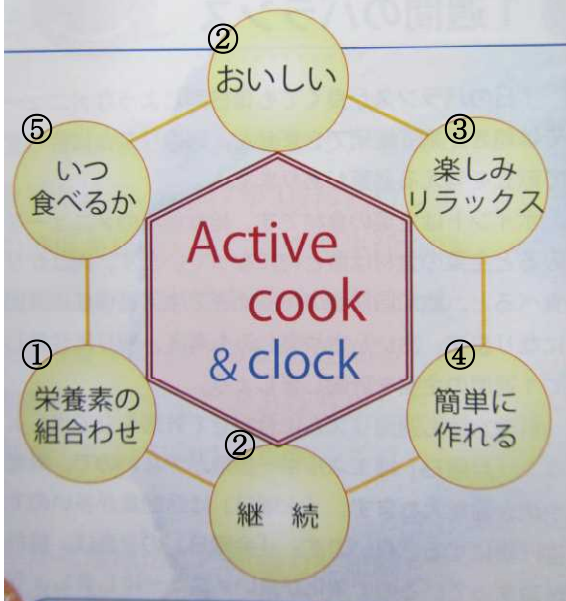 ②
おいしい
⑤
いつ
食べるか
③
楽しみ
リラックス
Active
cook
& clock
①
栄養素の
組合わせ
④
簡単に
作れる
②
継 続